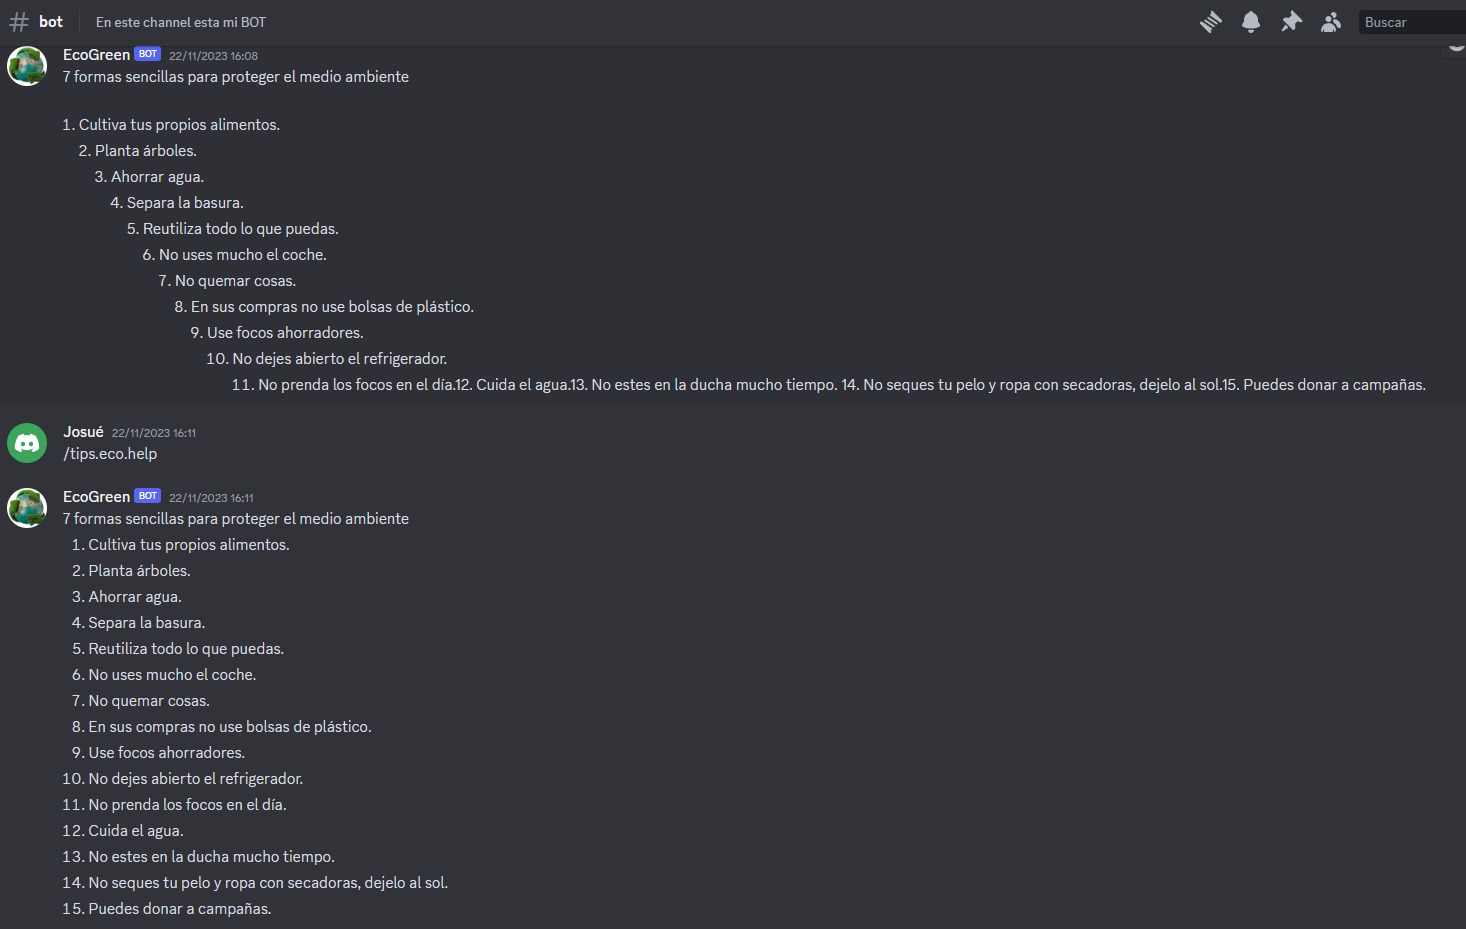 bot En este channel esta mi BOT Buscar
EcoGreen BOT 22/11/2023 16:08
7 formas sencillas para proteger el medio ambiente
1. Cultiva tus propios alimentos.
2. Planta árboles.
3. Ahorrar agua.
4. Separa la basura.
5. Reutiliza todo lo que puedas.
6. No uses mucho el coche.
7. No quemar cosas.
8. En sus compras no use bolsas de plástico.
9. Use focos ahorradores.
10. No dejes abierto el refrigerador.
11. No prenda los focos en el día.12. Cuida el agua.13. No estes en la ducha mucho tiempo. 14. No seques tu pelo y ropa con secadoras, dejelo al sol.15. Puedes donar a campañas.
Josué 22/11/2023 16:11
/tips.eco.help
EcoGreen BOT 22/11/2023 16:11
7 formas sencillas para proteger el medio ambiente
1. Cultiva tus propios alimentos.
2. Planta árboles.
3. Ahorrar agua.
4. Separa la basura.
5. Reutiliza todo lo que puedas.
6. No uses mucho el coche.
7. No quemar cosas.
8. En sus compras no use bolsas de plástico.
9. Use focos ahorradores.
10. No dejes abierto el refrigerador.
11. No prenda los focos en el día.
12. Cuida el agua.
13. No estes en la ducha mucho tiempo.
14. No seques tu pelo y ropa con secadoras, dejelo al sol.
15. Puedes donar a campañas.